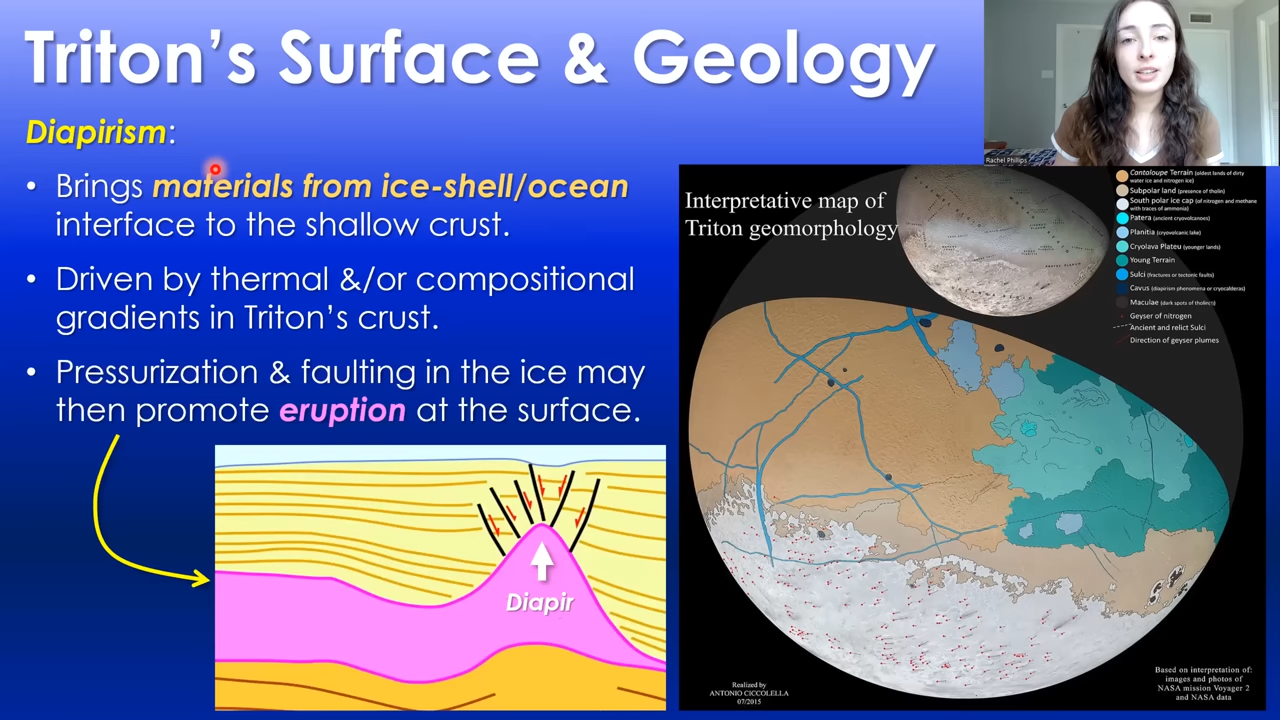 Triton's Surface & Geology
Diapirism:
• Brings materials from ice-shell/ocean
interface to the shallow crust.
• Driven by thermal &/or compositional
gradients in Triton's crust.
• Pressurization & faulting in the ice may
then promote eruption at the surface.
Diapir
Rachel Phillips
Interpretative map of
Triton geomorphology
Cantaloupe Terrain (oldest lands of dirty
water ice and nitrogen ice)
Subpolar land (presence of tholin)
South polar ice cap (of nitrogen and methane
with traces of ammonia)
Patera (ancient cryovolcanoes)
Planitia (cryovolcanic lake)
Cryolava Plateu (younger lands)
Young Terrain
Sulci (fractures or tectonic faults)
Cavus (diapirism phenomena or cryocalderas)
Maculae (dark spots of tholin)
Geyser of nitrogen
Ancient and relict Sulci
Direction of geyser plumes
Realized by
ANTONIO CICCOLELLA
07/2015
Based on interpretation of:
images and photos of
NASA mission Voyager 2
and NASA data